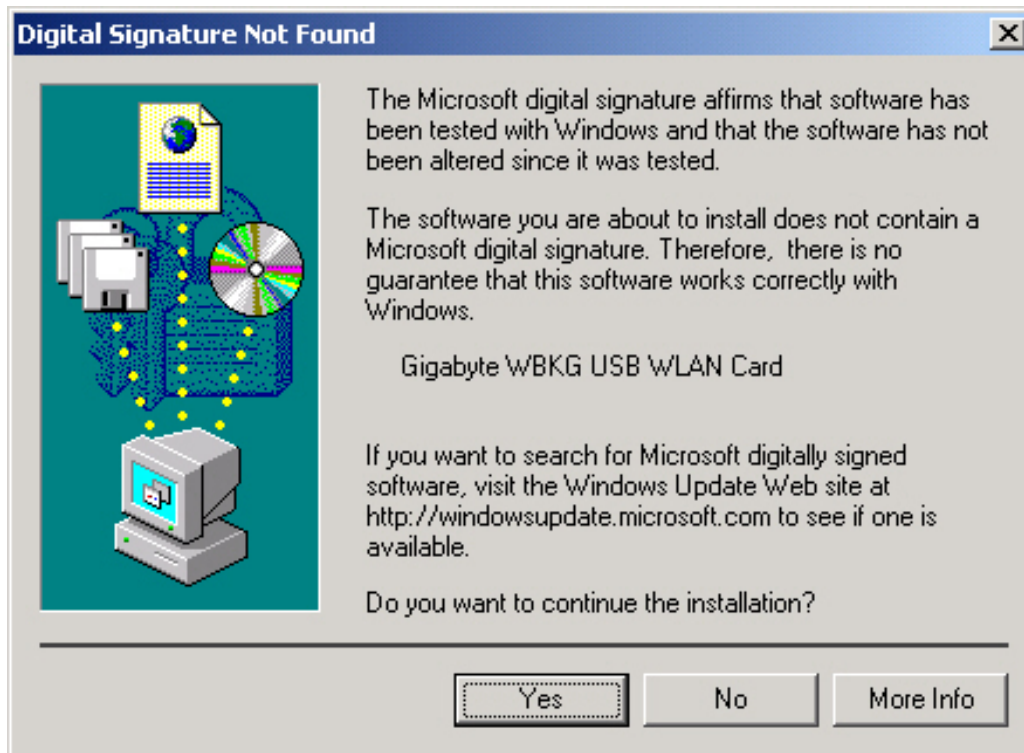 Digital Signature Not Found
The Microsoft digital signature affirms that software has
been tested with Windows and that the software has not
been altered since it was tested.
The software you are about to install does not contain a
Microsoft digital signature. Therefore,  there is no
guarantee that this software works correctly with
Windows.
Gigabyte WBKG USB WLAN Card
If you want to search for Microsoft digitally signed
software, visit the Windows Update Web site at
http://windowsupdate.microsoft.com to see if one is
available.
Do you want to continue the installation?
Yes No More Info